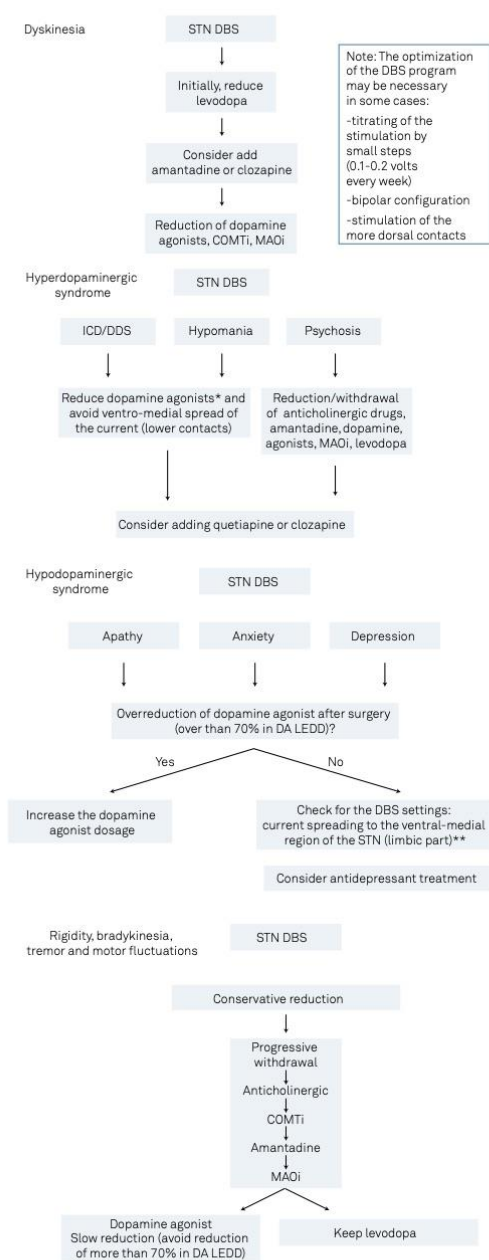 Dyskinesia
STN DBS
Initially, reduce
levodopa
Consider add
amantadine or clozapine
Reduction of dopamine
agonists, COMTi, MAOi
Note: The optimization
of the DBS program
may be necessary
in some cases:
-titrating of the
stimulation by
small steps
(0.1-0.2 volts
every week)
-bipolar configuration
-stimulation of the
more dorsal contacts
Hyperdopaminergic
syndrome
STN DBS
ICD/DDS
Hypomania
Psychosis
Reduce dopamine agonists* and
avoid ventro-medial spread of
the current (lower contacts)
Reduction/withdrawal
of anticholinergic drugs,
amantadine, dopamine,
agonists, MAOi, levodopa
Consider adding quetiapine or clozapine
Hypodopaminergic
syndrome
STN DBS
Apathy
Anxiety
Depression
Overreduction of dopamine agonist after surgery
(over than 70% in DA LEDD)?
Yes
No
Increase the dopamine
agonist dosage
Check for the DBS settings:
current spreading to the ventral-medial
region of the STN (limbic part)**
Consider antidepressant treatment
Rigidity, bradykinesia,
tremor and motor fluctuations
STN DBS
Conservative reduction
Progressive
withdrawal
Anticholinergic
COMTi
Amantadine
MAOi
Dopamine agonist
Slow reduction (avoid reduction
of more than 70% in DA LEDD)
Keep levodopa